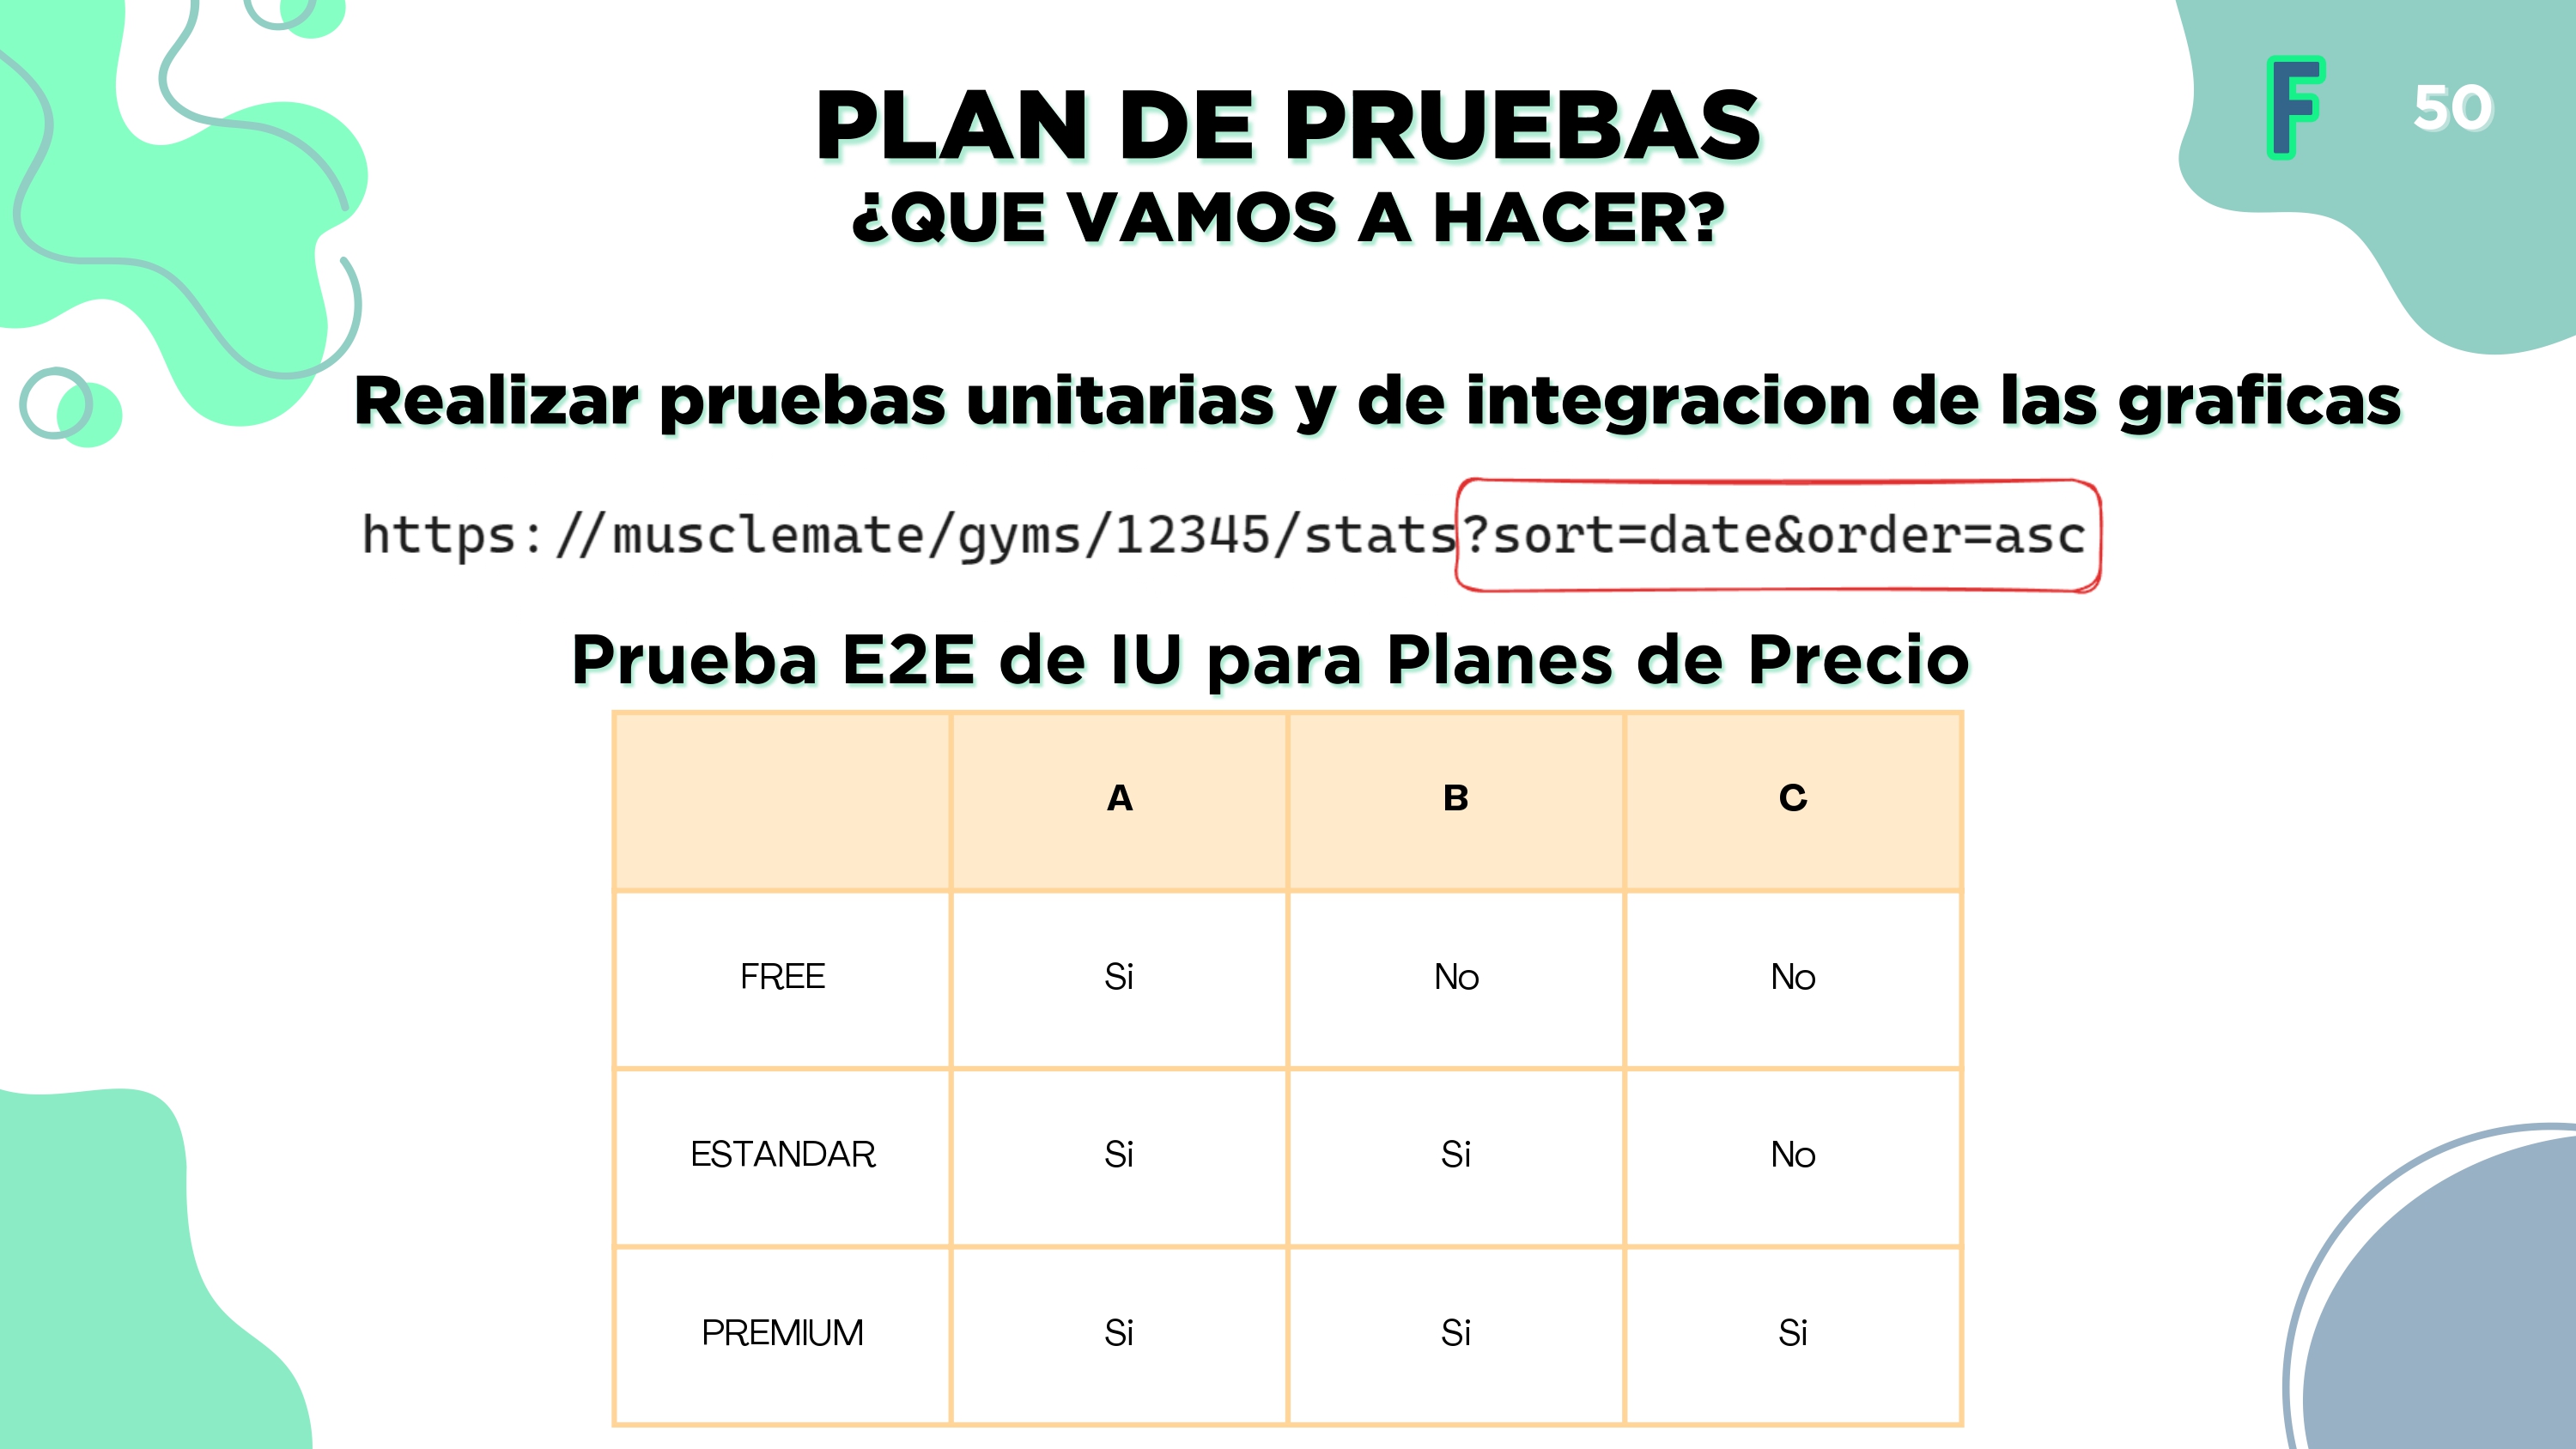 F 50
PLAN DE PRUEBAS
¿QUE VAMOS A HACER?
Realizar pruebas unitarias y de integracion de las graficas
https://musclemate/gyms/12345/stats?sort=date&order=asc
Prueba E2E de IU para Planes de Precio
A B C
FREE Si No No
ESTANDAR Si Si No
PREMIUM Si Si Si